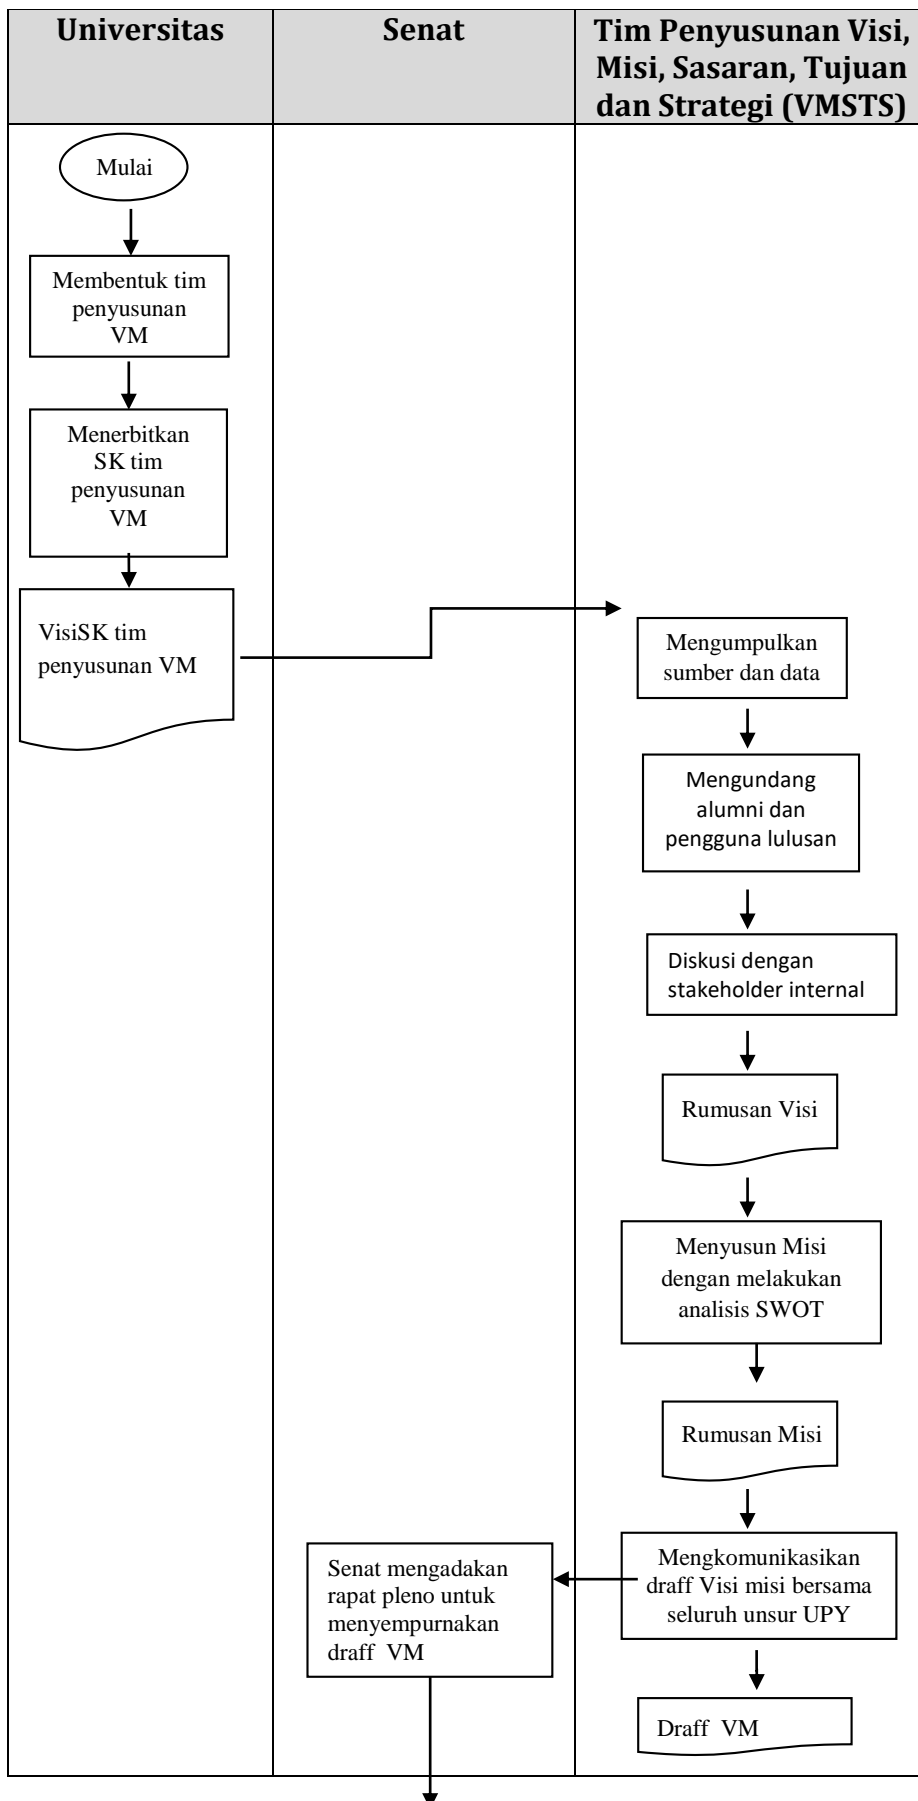 Universitas
Senat
Tim Penyusunan Visi,
Misi, Sasaran, Tujuan
dan Strategi (VMSTS)
Mulai
Membentuk tim
penyusunan
VM
Menerbitkan
SK tim
penyusunan
VM
VisiSK tim
penyusunan VM
Mengumpulkan
sumber dan data
Mengundang
alumni dan
pengguna lulusan
Diskusi dengan
stakeholder internal
Rumusan Visi
Menyusun Misi
dengan melakukan
analisis SWOT
Rumusan Misi
Mengkomunikasikan
draff Visi misi bersama
seluruh unsur UPY
Senat mengadakan
rapat pleno untuk
menyempurnakan
draff VM
Draff VM